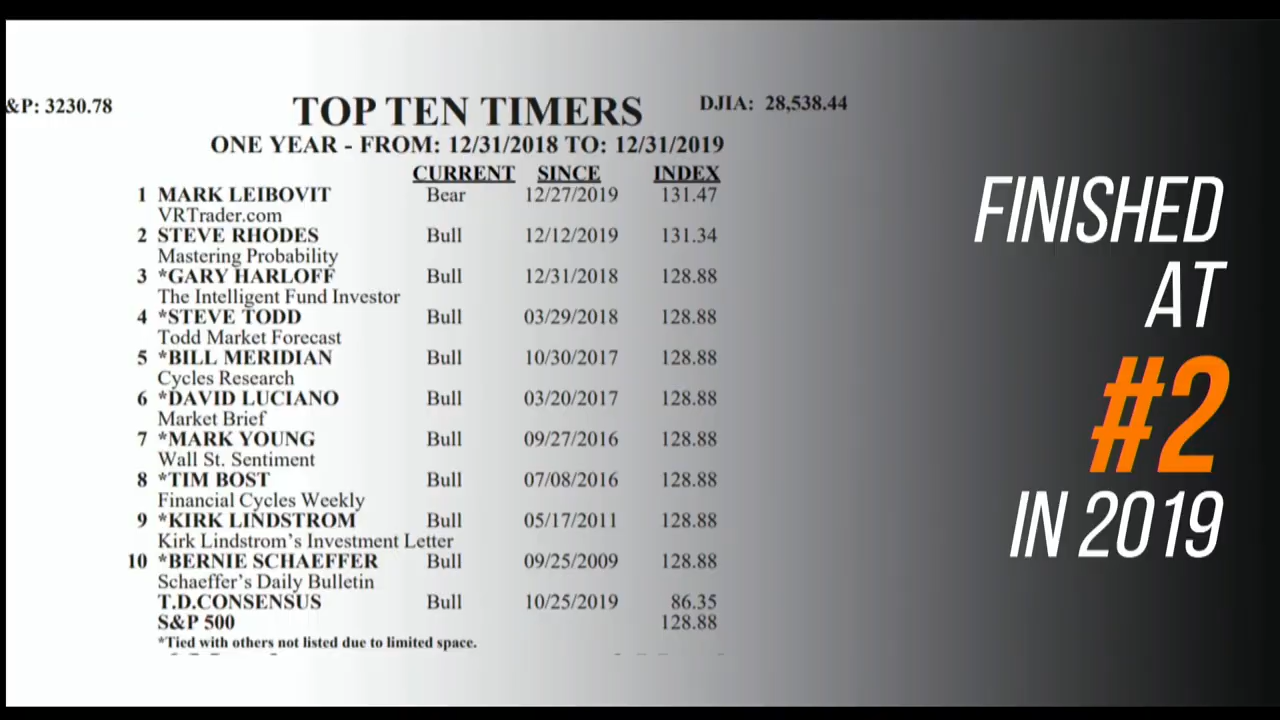 &P: 3230.78
TOP TEN TIMERS
DJIA: 28,538.44
ONE YEAR - FROM: 12/31/2018 TO: 12/31/2019
CURRENT SINCE INDEX
1 MARK LEIBOVIT Bear 12/27/2019 131.47
VRTrader.com
2 STEVE RHODES Bull 12/12/2019 131.34
Mastering Probability
3 *GARY HARLOFF Bull 12/31/2018 128.88
The Intelligent Fund Investor
4 *STEVE TODD Bull 03/29/2018 128.88
Todd Market Forecast
5 *BILL MERIDIAN Bull 10/30/2017 128.88
Cycles Research
6 *DAVID LUCIANO Bull 03/20/2017 128.88
Market Brief
7 *MARK YOUNG Bull 09/27/2016 128.88
Wall St. Sentiment
8 *TIM BOST Bull 07/08/2016 128.88
Financial Cycles Weekly
9 *KIRK LINDSTROM Bull 05/17/2011 128.88
Kirk Lindstrom's Investment Letter
10 *BERNIE SCHAEFFER Bull 09/25/2009 128.88
Schaeffer's Daily Bulletin
T.D.CONSENSUS Bull 10/25/2019 86.35
S&P 500 128.88
*Tied with others not listed due to limited space.
FINISHED
AT
#2
IN 2019